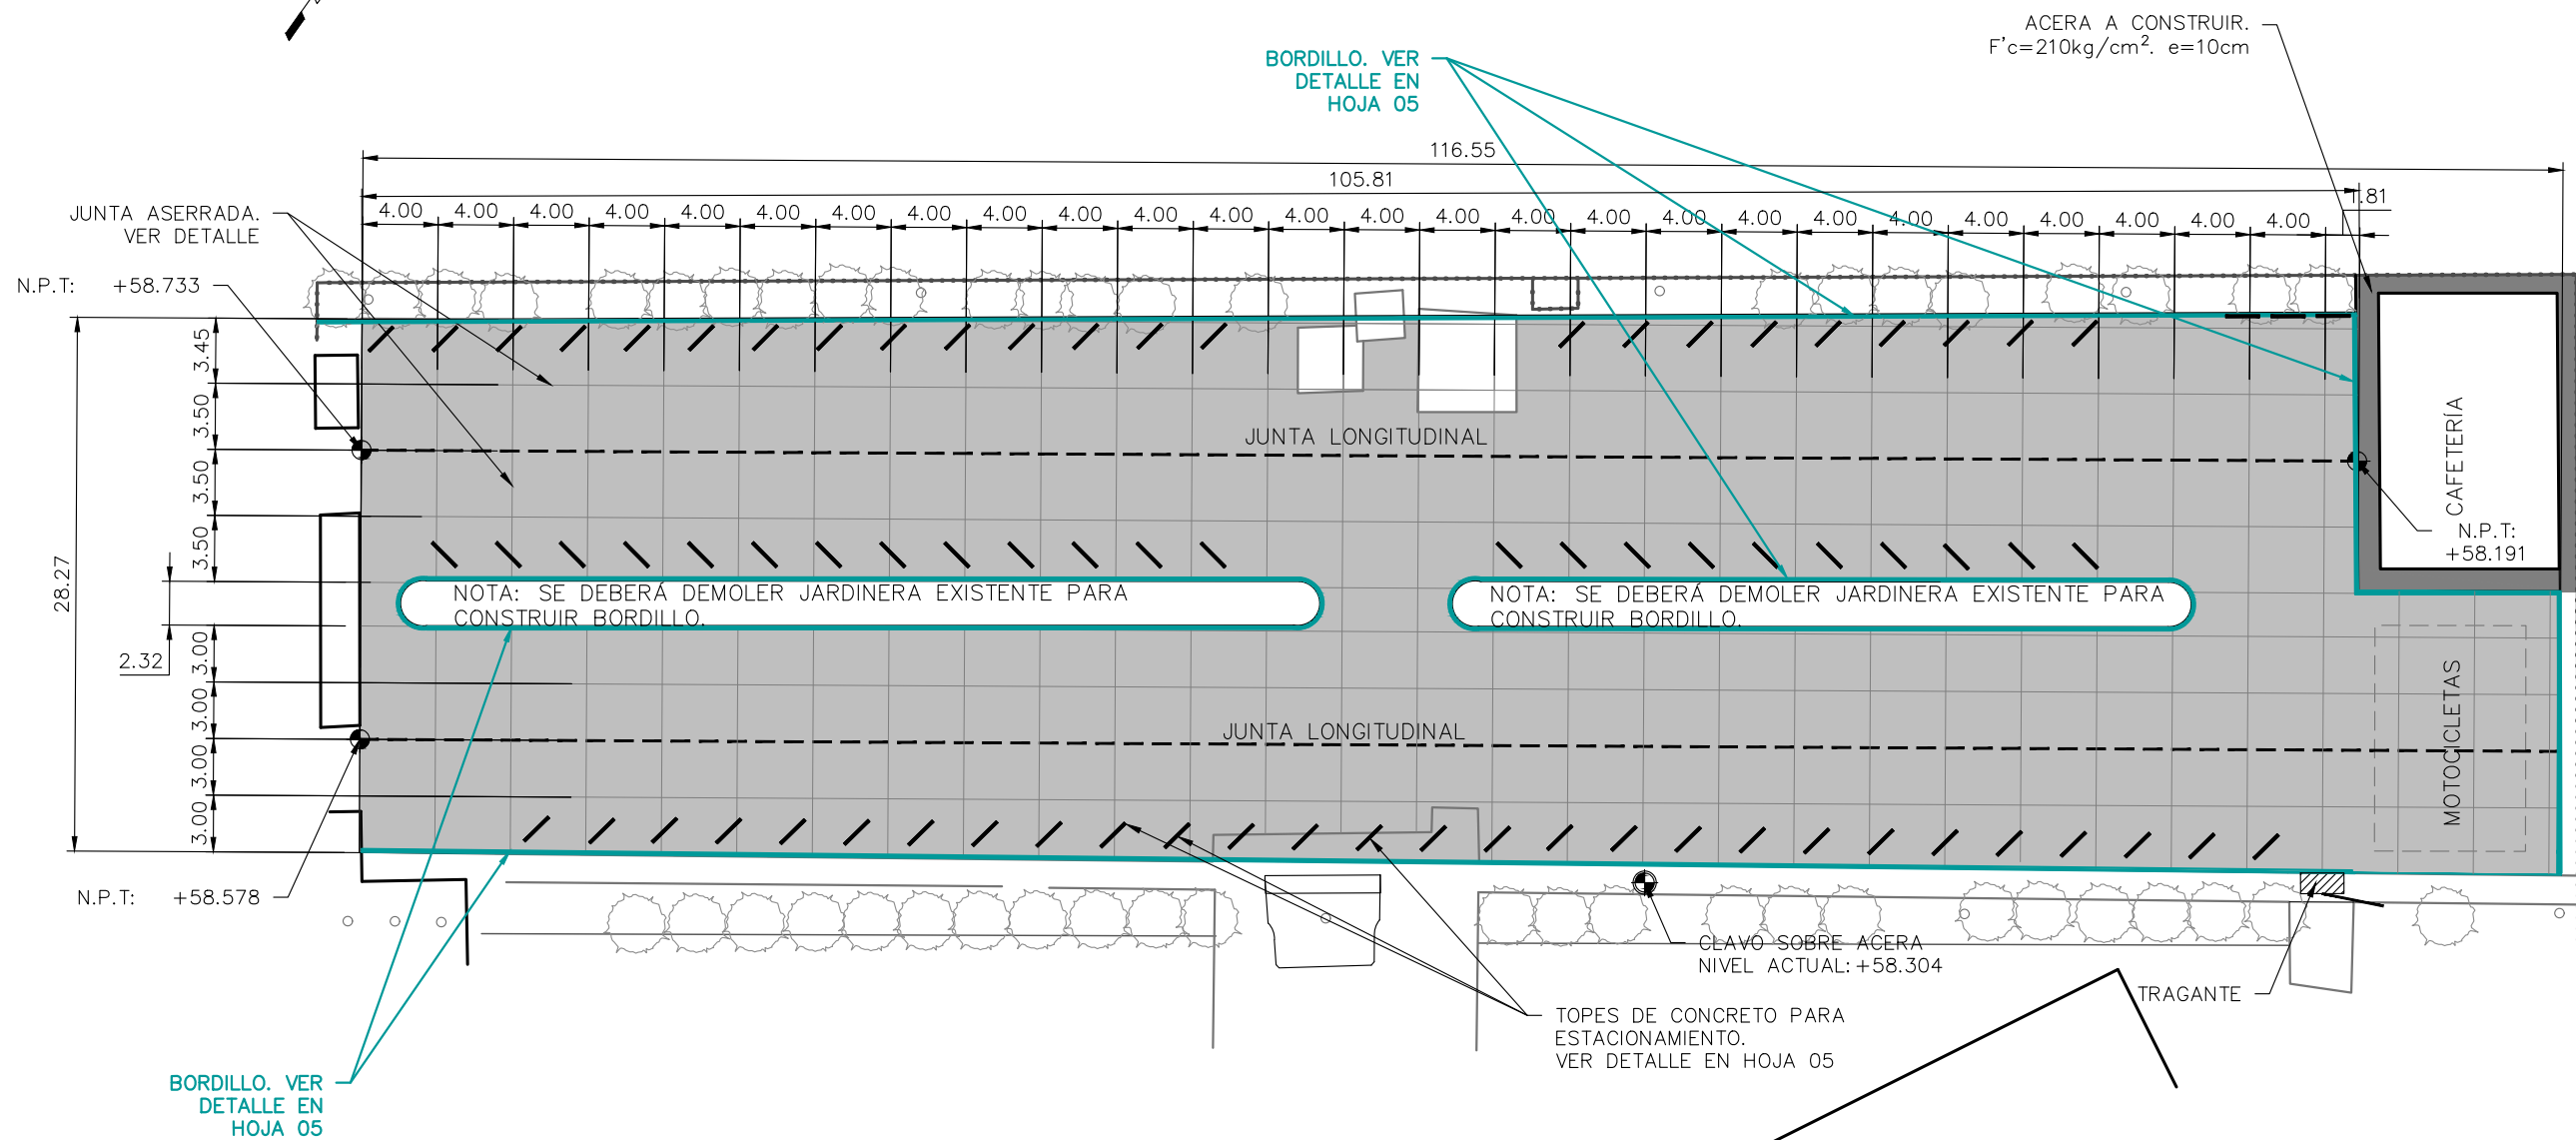 ACERA A CONSTRUIR.
F'c=210kg/cm². e=10cm
BORDILLO. VER
DETALLE EN
HOJA 05
116.55
105.81
1.81
4.00 4.00 4.00 4.00 4.00 4.00 4.00 4.00 4.00 4.00 4.00 4.00 4.00 4.00 4.00 4.00 4.00 4.00 4.00 4.00 4.00 4.00 4.00 4.00 4.00 4.00
JUNTA ASERRADA.
VER DETALLE
N.P.T: +58.733
3.45
3.50
3.50
3.50
28.27
2.32
3.00
3.00
3.00
3.00
JUNTA LONGITUDINAL
CAFETERÍA
N.P.T:
+58.191
NOTA: SE DEBERÁ DEMOLER JARDINERA EXISTENTE PARA
CONSTRUIR BORDILLO.
NOTA: SE DEBERÁ DEMOLER JARDINERA EXISTENTE PARA
CONSTRUIR BORDILLO.
JUNTA LONGITUDINAL
MOTOCICLETAS
N.P.T: +58.578
CLAVO SOBRE ACERA
NIVEL ACTUAL: +58.304
TRAGANTE
TOPES DE CONCRETO PARA
ESTACIONAMIENTO.
VER DETALLE EN HOJA 05
BORDILLO. VER
DETALLE EN
HOJA 05